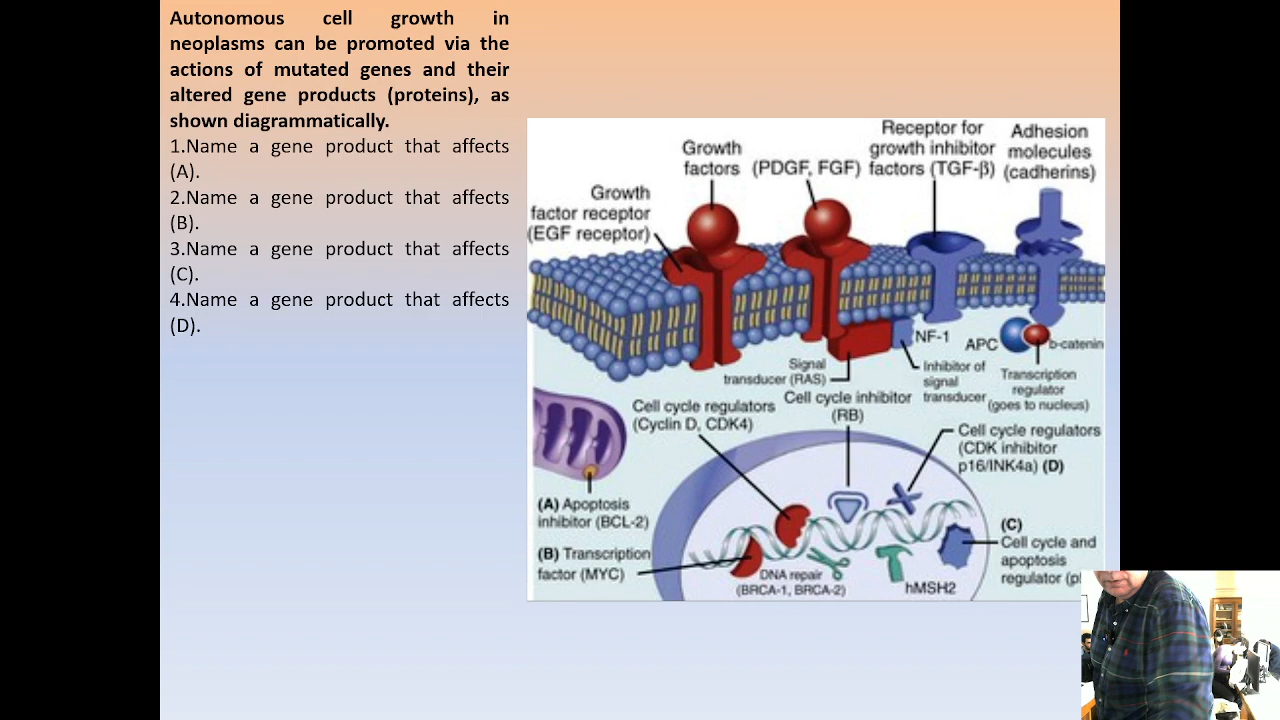 Autonomous cell growth in
neoplasms can be promoted via the
actions of mutated genes and their
altered gene products (proteins), as
shown diagrammatically.
1.Name a gene product that affects
(A).
2.Name a gene product that affects
(B).
3.Name a gene product that affects
(C).
4.Name a gene product that affects
(D).
Growth
factors
(PDGF, FGF)
Receptor for
growth inhibitor
factors (TGF-β)
Adhesion
molecules
(cadherins)
Growth
factor receptor
(EGF receptor)
NF-1
APC
b-catenin
Signal
transducer (RAS)
Inhibitor of
signal
transducer
Transcription
regulator
(goes to nucleus)
Cell cycle regulators
(Cyclin D, CDK4)
Cell cycle inhibitor
(RB)
Cell cycle regulators
(CDK inhibitor
p16/INK4a) (D)
(A) Apoptosis
inhibitor (BCL-2)
(B) Transcription
factor (MYC)
DNA repair
(BRCA-1, BRCA-2)
hMSH2
(C)
Cell cycle and
apoptosis
regulator